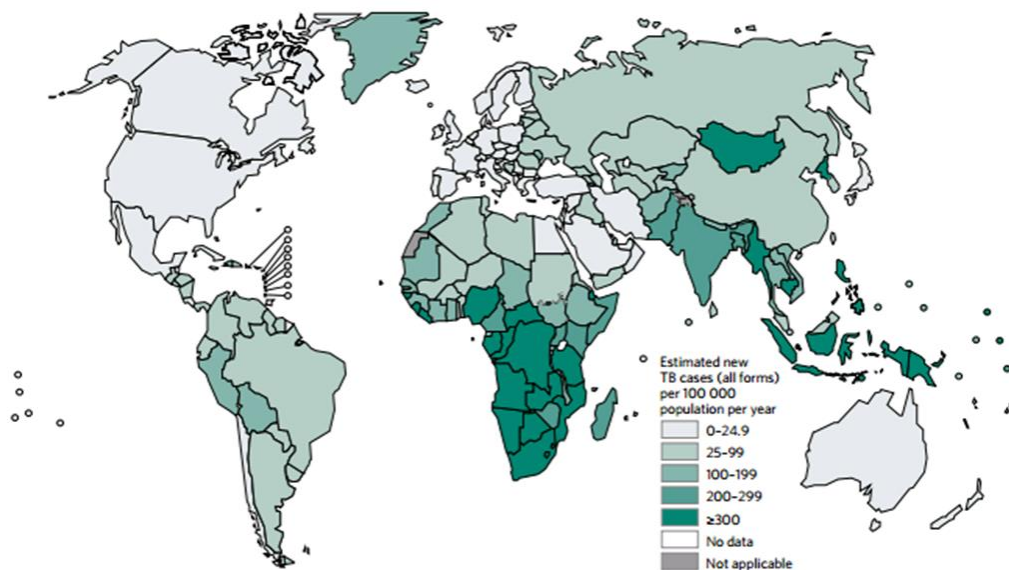 Estimated new
TB cases (all forms)
per 100 000
population per year
0–24.9
25–99
100–199
200–299
≥300
No data
Not applicable